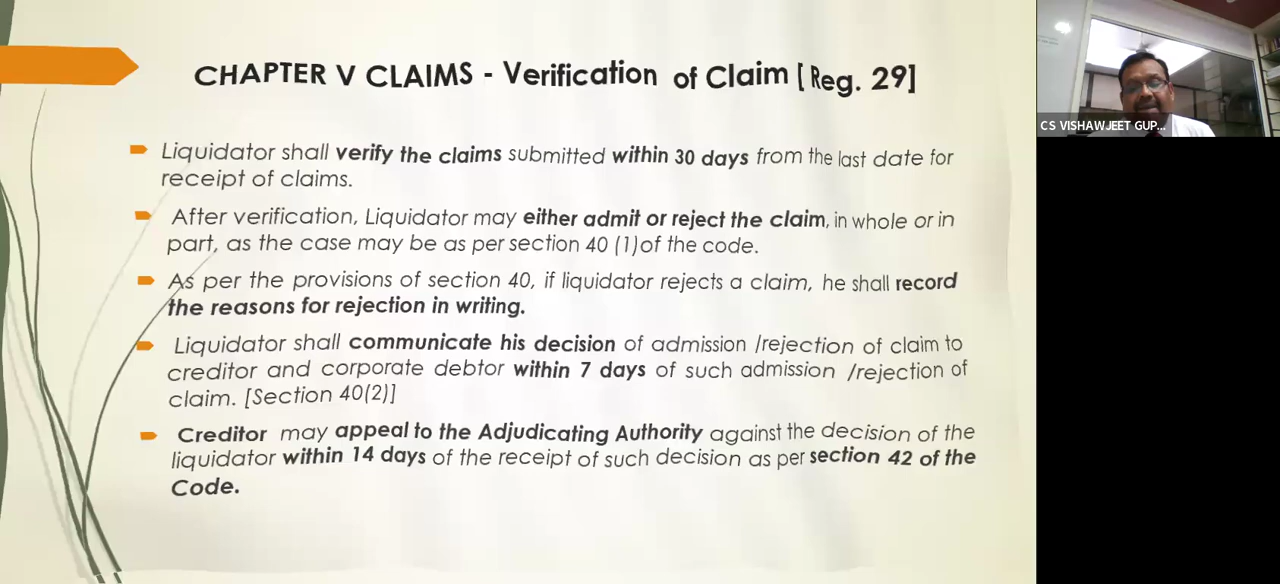 CHAPTER V CLAIMS - Verification of Claim [Reg. 29]
Liquidator shall verify the claims submitted within 30 days from the last date for
receipt of claims.
After verification, Liquidator may either admit or reject the claim, in whole or in
part, as the case may be as per section 40 (1)of the code.
As per the provisions of section 40, if liquidator rejects a claim, he shall record
the reasons for rejection in writing.
Liquidator shall communicate his decision of admission /rejection of claim to
creditor and corporate debtor within 7 days of such admission /rejection of
claim. [Section 40(2)]
Creditor may appeal to the Adjudicating Authority against the decision of the
liquidator within 14 days of the receipt of such decision as per section 42 of the
Code.
CS VISHAWJEET GUP...